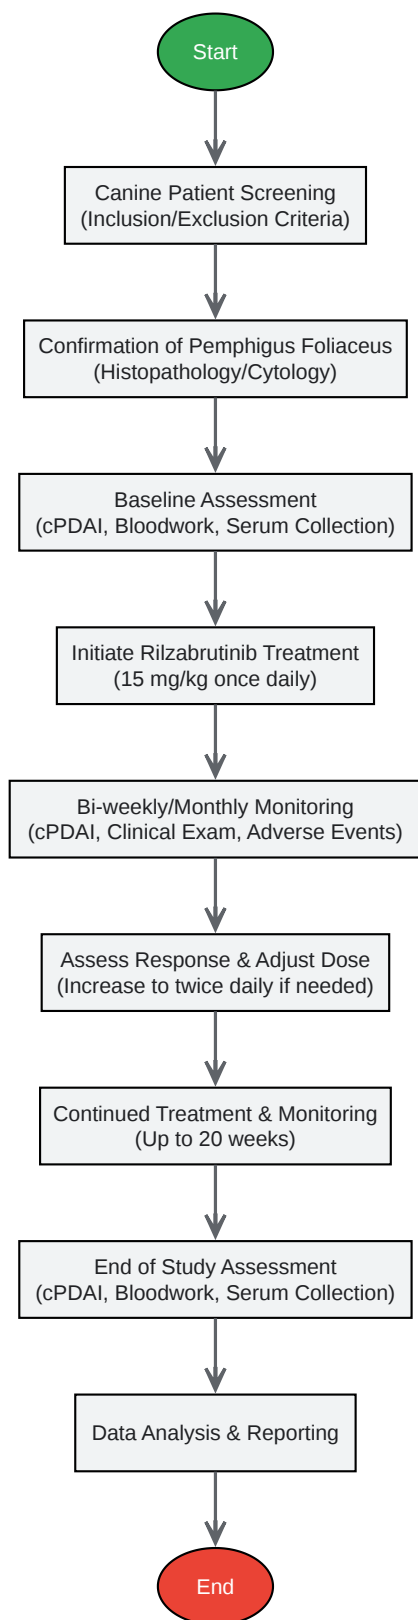 Start
Canine Patient Screening
(Inclusion/Exclusion Criteria)
Confirmation of Pemphigus Foliaceus
(Histopathology/Cytology)
Baseline Assessment
(cPDAI, Bloodwork, Serum Collection)
Initiate Rilzabrutinib Treatment
(15 mg/kg once daily)
Bi-weekly/Monthly Monitoring
(cPDAI, Clinical Exam, Adverse Events)
Assess Response & Adjust Dose
(Increase to twice daily if needed)
Continued Treatment & Monitoring
(Up to 20 weeks)
End of Study Assessment
(cPDAI, Bloodwork, Serum Collection)
Data Analysis & Reporting
End